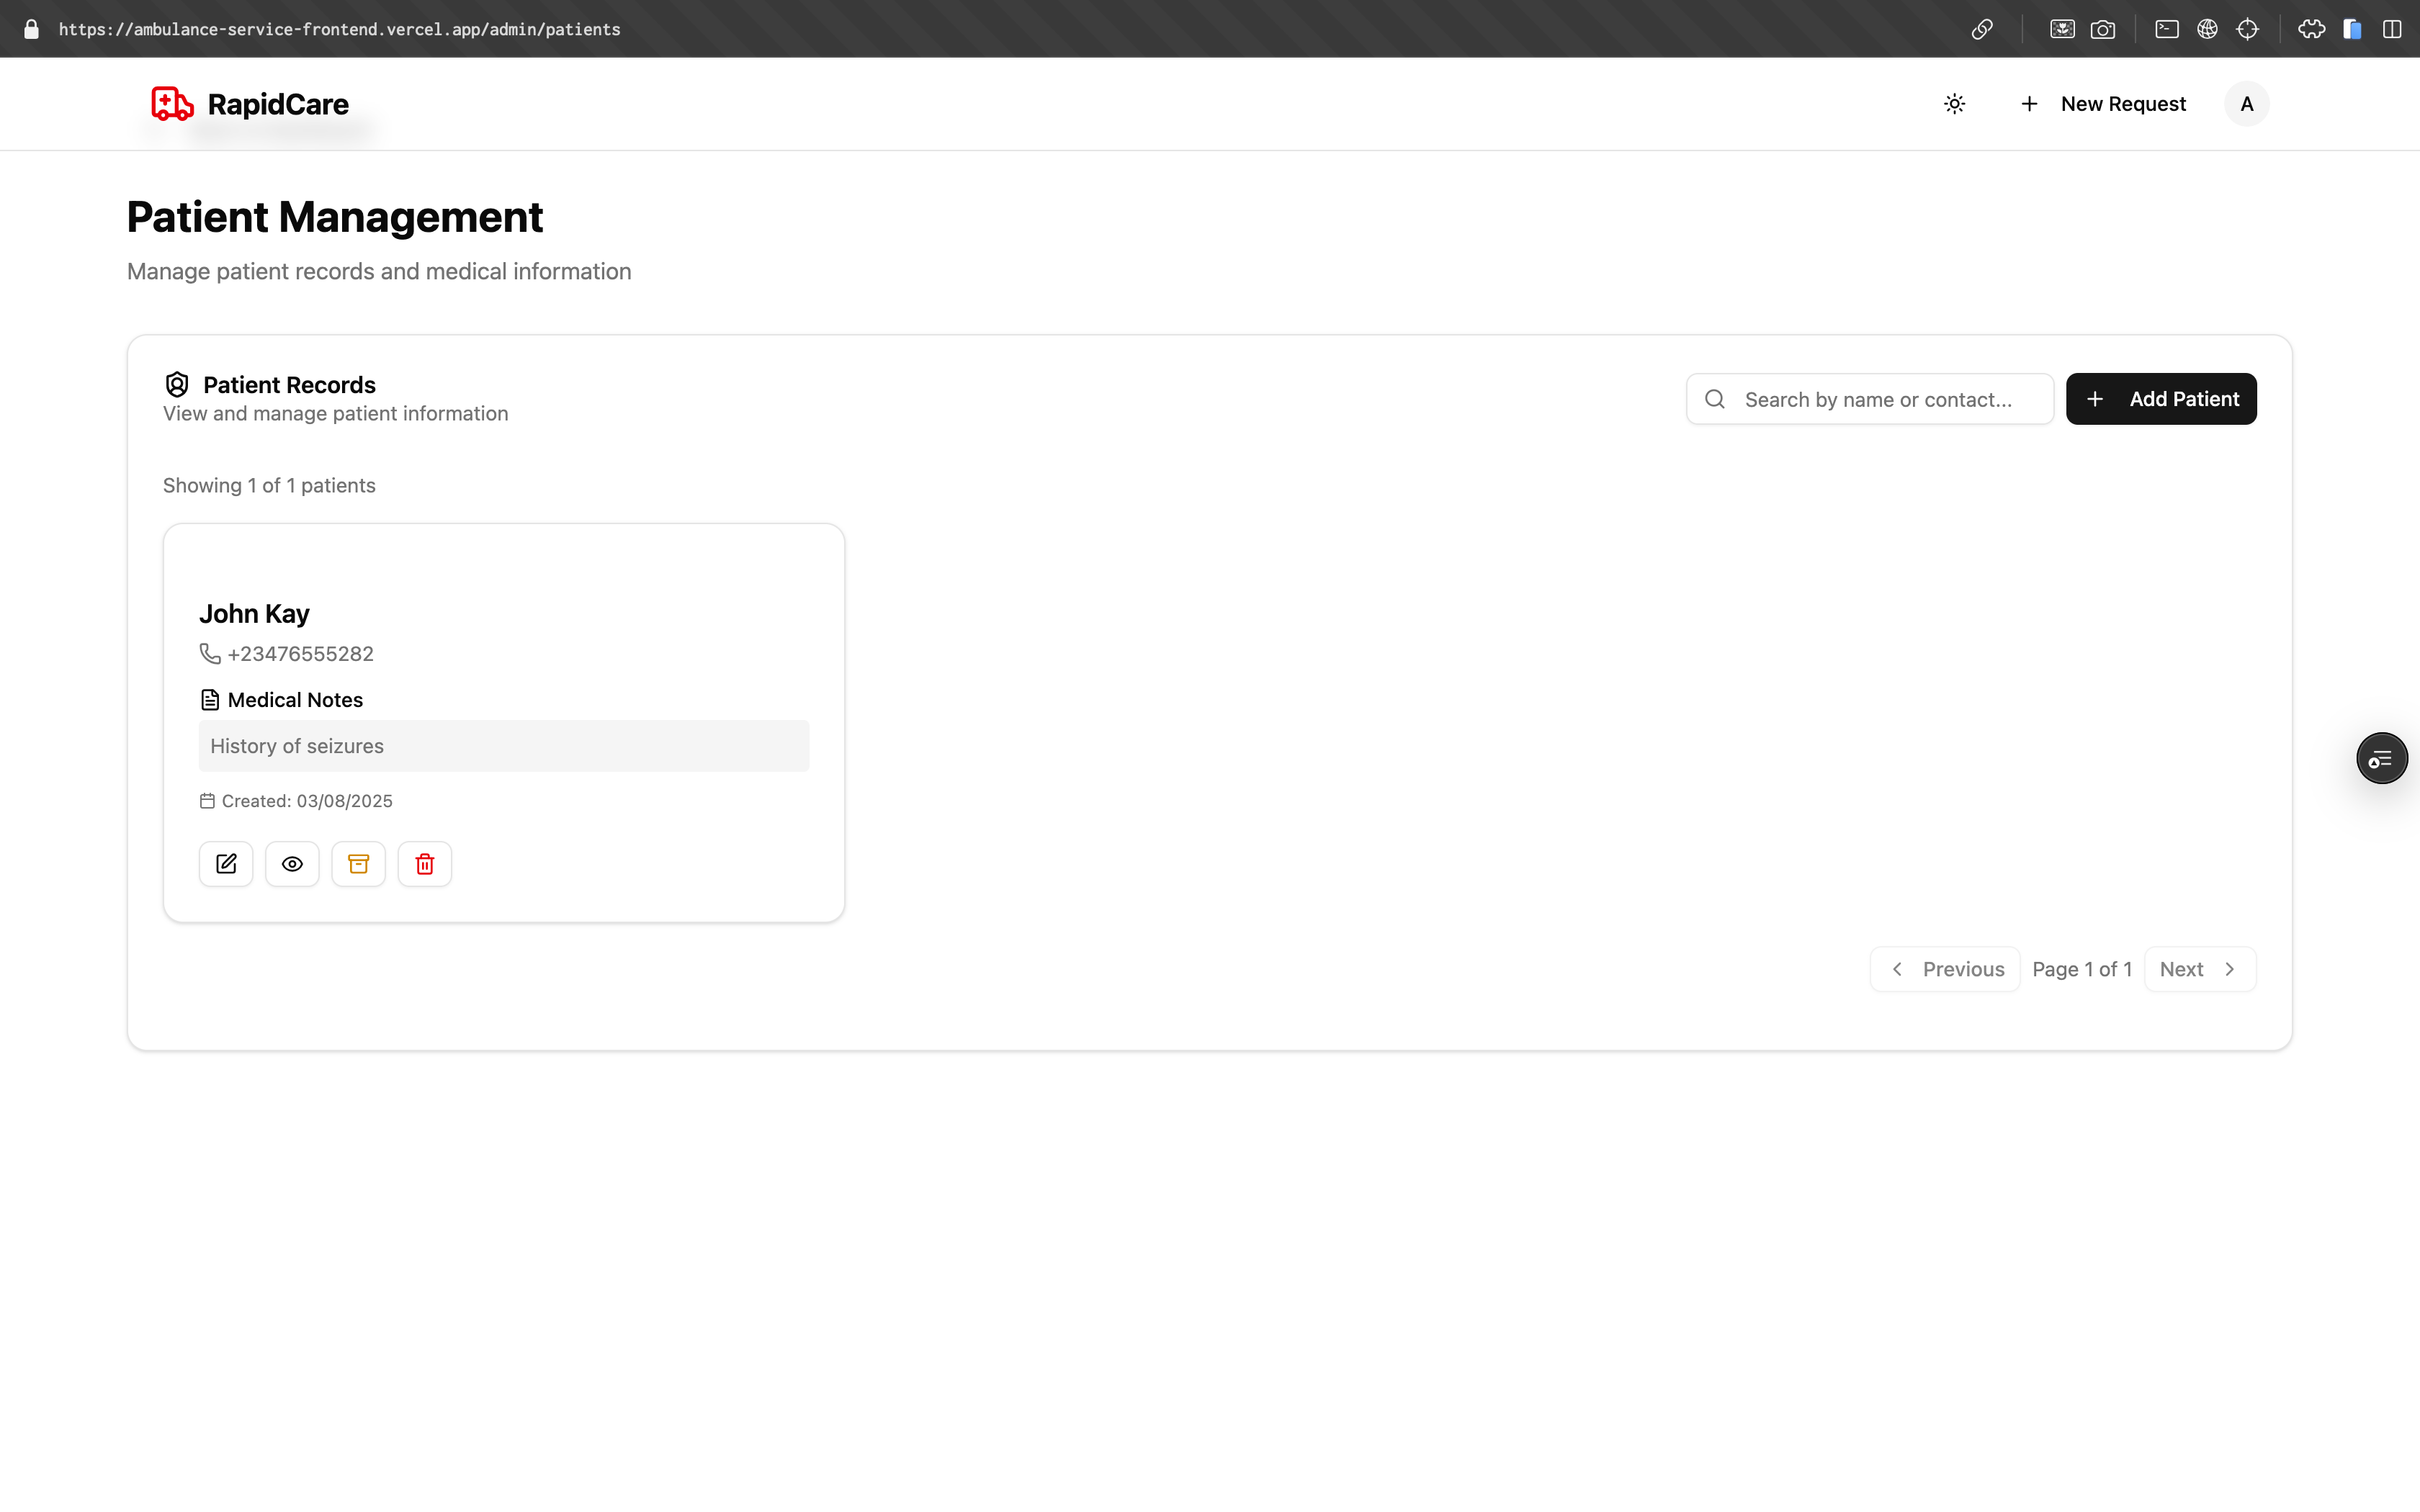 https://ambulance-service-frontend.vercel.app/admin/patients
RapidCare
New Request
A
Patient Management
Manage patient records and medical information
Patient Records
View and manage patient information
Search by name or contact...
Add Patient
Showing 1 of 1 patients
John Kay
+23476555282
Medical Notes
History of seizures
Created: 03/08/2025
Previous
Page 1 of 1
Next